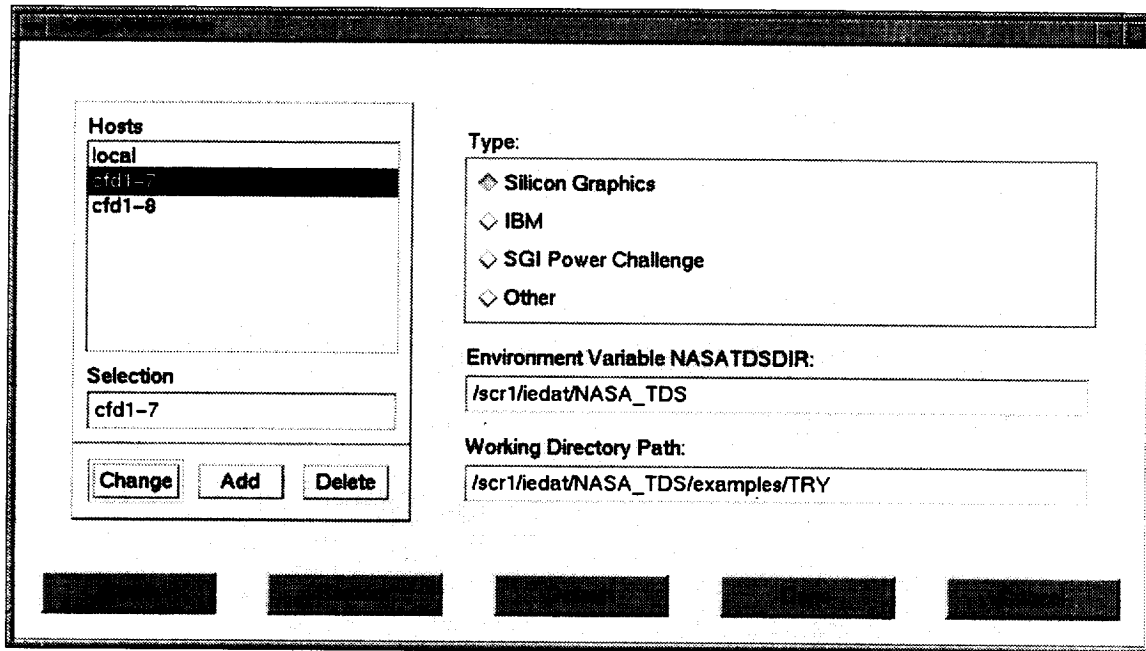 Hosts
local
cfd1-7
cfd1-8
Selection
cfd1-7
Change Add Delete
Type:
Silicon Graphics
IBM
SGI Power Challenge
Other
Environment Variable NASATDSDIR:
/scr1/iedat/NASA_TDS
Working Directory Path:
/scr1/iedat/NASA_TDS/examples/TRY